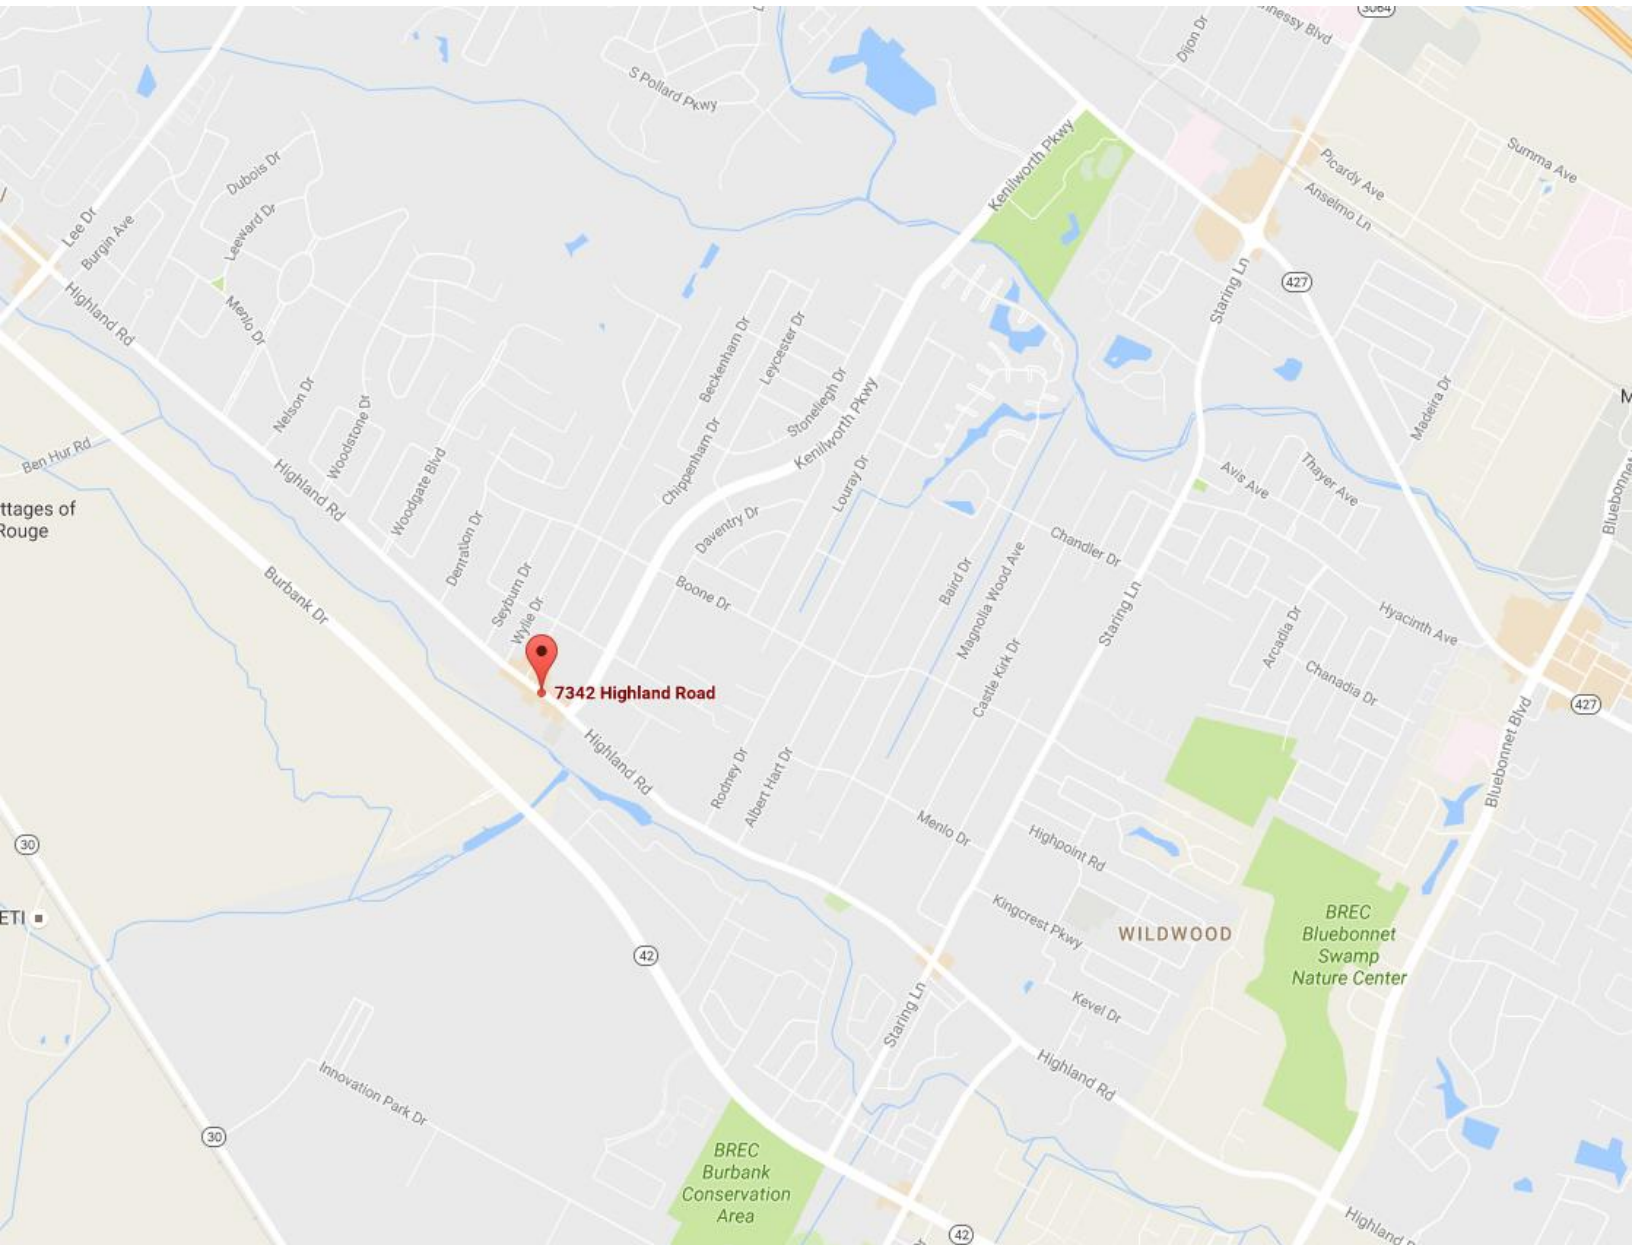 3064
nnessy Blvd
Dijon Dr
S Pollard Pkwy
Kenilworth Pkwy
Summa Ave
Picardy Ave
Anselmo Ln
Dubois Dr
Lee Dr
Burgin Ave
Leeward Dr
427
Staring Ln
Highland Rd
Menlo Dr
Beckenham Dr
Leycester Dr
Stoneliegh Dr
Madeira Dr
M
Nelson Dr
Woodstone Dr
Kenilworth Pkwy
Chippenham Dr
Ben Hur Rd
Highland Rd
Woodgate Blvd
Louray Dr
Avis Ave
Thayer Ave
Bluebonnet
ttages of
Rouge
Dentation Dr
Daventry Dr
Chandler Dr
Burbank Dr
Seyburn Dr
Wylie Dr
Boone Dr
Baird Dr
Magnolia Wood Ave
Staring Ln
Arcadia Dr
Hyacinth Ave
Castle Kirk Dr
Chanadia Dr
7342 Highland Road
427
Highland Rd
Rodney Dr
Albert Hart Dr
Bluebonnet Blvd
Menlo Dr
Highpoint Rd
30
ETI
Kingcrest Pkwy
WILDWOOD
BREC
Bluebonnet
Swamp
Nature Center
42
Staring Ln
Kevel Dr
Highland Rd
Innovation Park Dr
30
BREC
Burbank
Conservation
Area
42
Highland